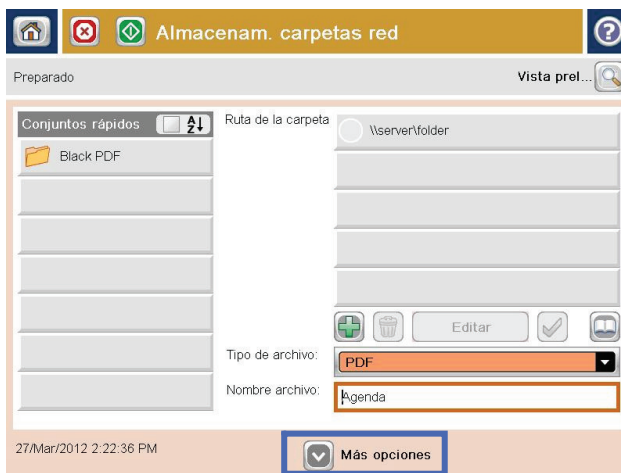 Almacenam. carpetas red
Preparado
Vista prel...
Conjuntos rápidos
Black PDF
Ruta de la carpeta
\\server\folder
Editar
Tipo de archivo:
PDF
Nombre archivo:
Agenda
27/Mar/2012 2:22:36 PM
Más opciones